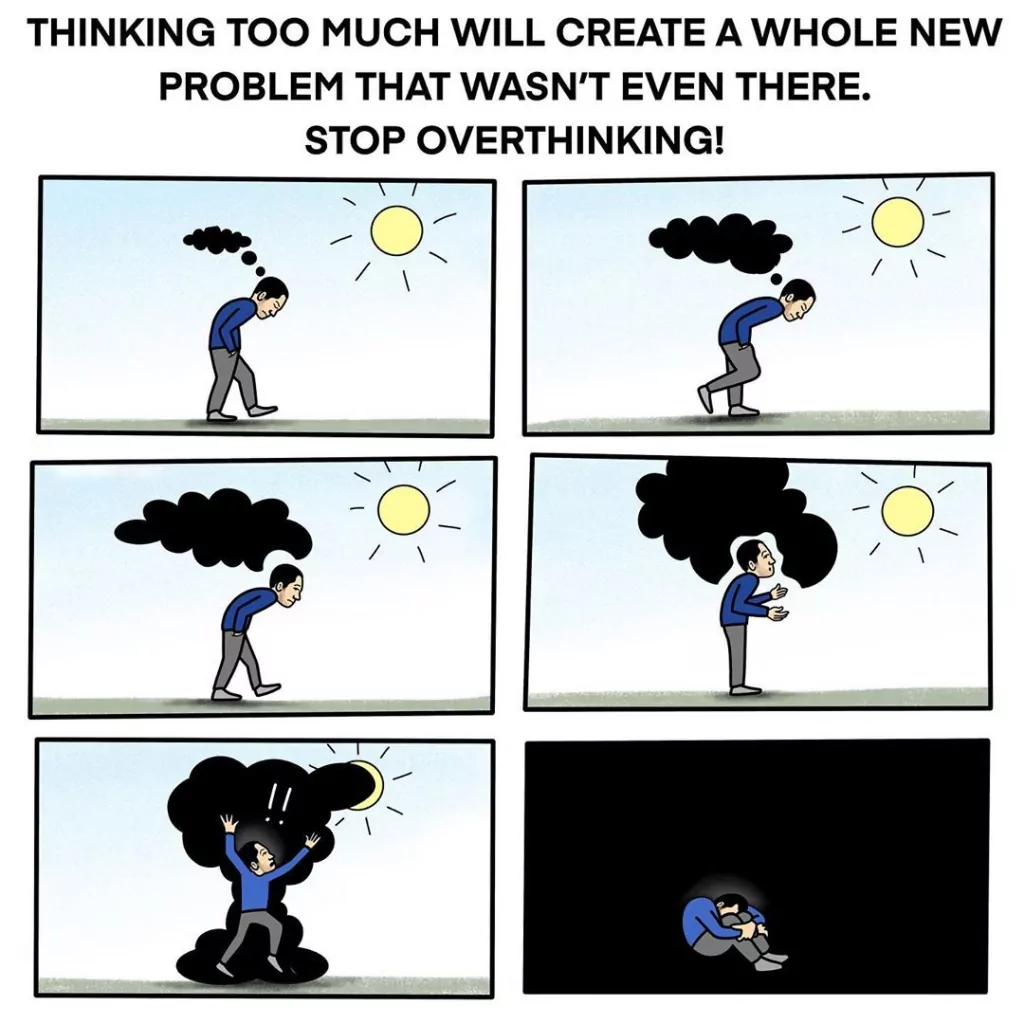 THINKING TOO MUCH WILL CREATE A WHOLE NEW
PROBLEM THAT WASN'T EVEN THERE.
STOP OVERTHINKING!
!!